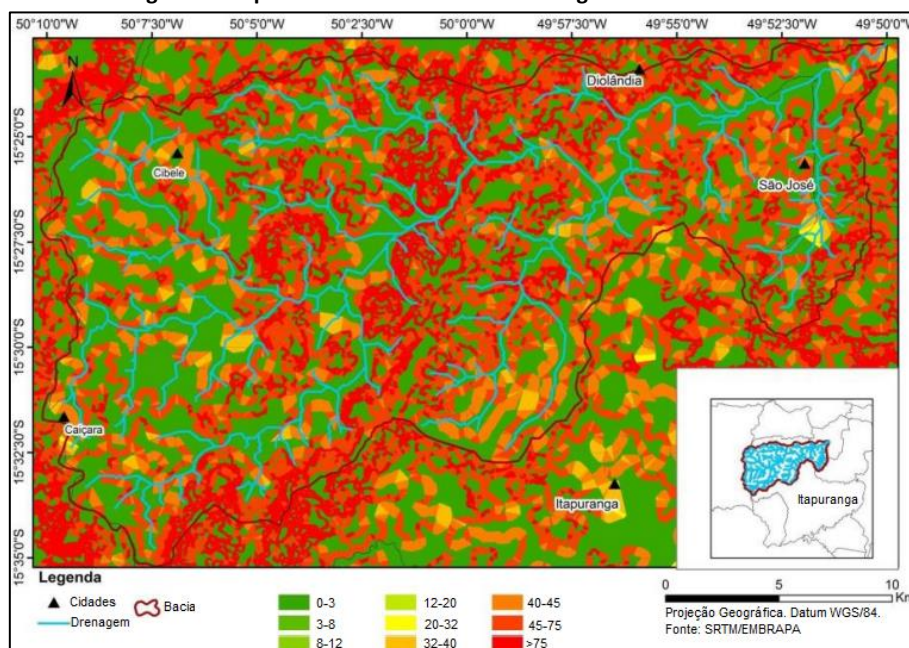 50°10'0"W 50°7'30"W 50°5'0"W 50°2'30"W 50°0'0"W 49°57'30"W 49°55'0"W 49°52'30"W 49°50'0"W
N
Diolândia
15°25'0"S
Cibele
São José
15°27'30"S
15°30'0"S
Caiçara
15°32'30"S
Itapuranga
Itapuranga
15°35'0"S
Legenda
Cidades
Bacia
Drenagem
0-3
3-8
8-12
12-20
20-32
32-40
40-45
45-75
>75
0 5 10
Km
Projeção Geográfica. Datum WGS/84.
Fonte: SRTM/EMBRAPA